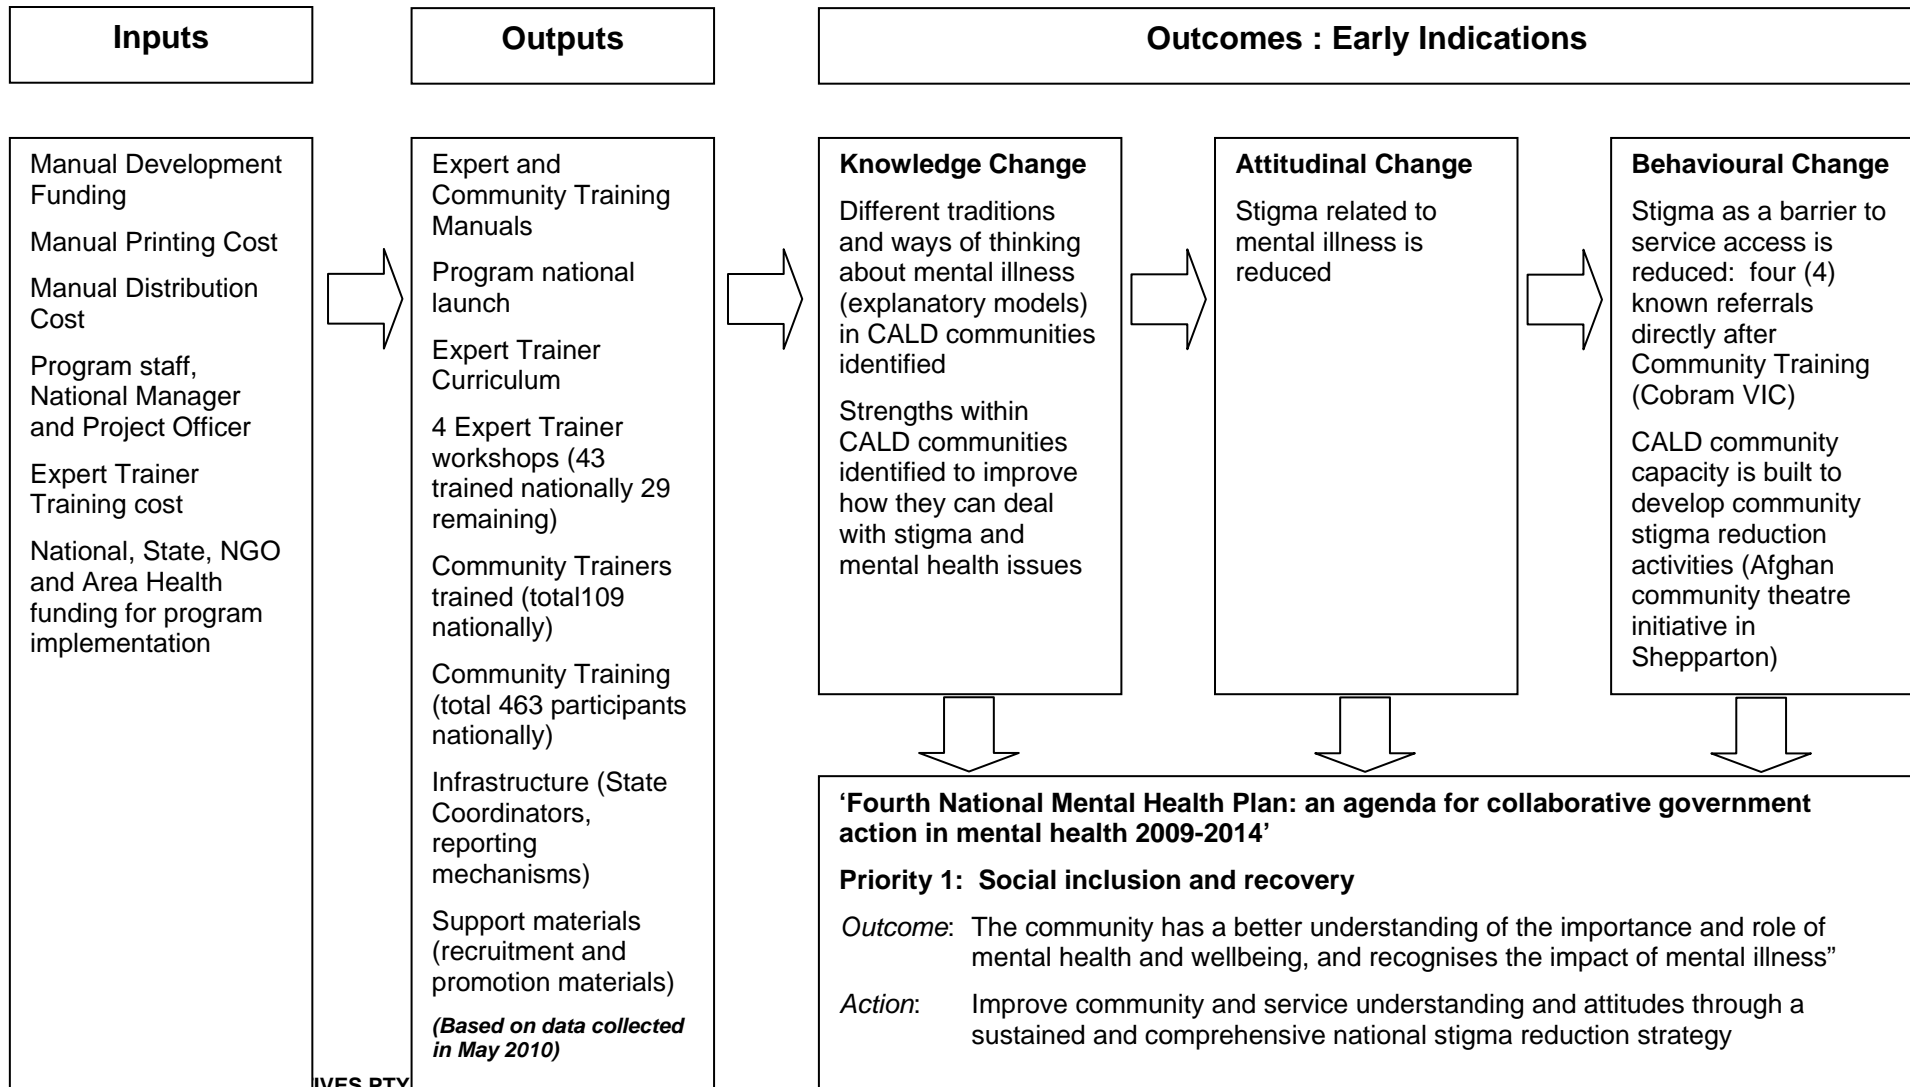 Inputs
Outputs
Outcomes : Early Indications
Manual Development
Funding
Manual Printing Cost
Manual Distribution
Cost
Program staff,
National Manager
and Project Officer
Expert Trainer
Training cost
National, State, NGO
and Area Health
funding for program
implementation
Expert and
Community Training
Manuals
Program national
launch
Expert Trainer
Curriculum
4 Expert Trainer
workshops (43
trained nationally 29
remaining)
Community Trainers
trained (total109
nationally)
Community Training
(total 463 participants
nationally)
Infrastructure (State
Coordinators,
reporting
mechanisms)
Support materials
(recruitment and
promotion materials)
(Based on data collected
in May 2010)
Knowledge Change
Different traditions
and ways of thinking
about mental illness
(explanatory models)
in CALD communities
identified
Strengths within
CALD communities
identified to improve
how they can deal
with stigma and
mental health issues
Attitudinal Change
Stigma related to
mental illness is
reduced
Behavioural Change
Stigma as a barrier to
service access is
reduced:  four (4)
known referrals
directly after
Community Training
(Cobram VIC)
CALD community
capacity is built to
develop community
stigma reduction
activities (Afghan
community theatre
initiative in
Shepparton)
‘Fourth National Mental Health Plan: an agenda for collaborative government
action in mental health 2009-2014’
Priority 1:  Social inclusion and recovery
Outcome:  The community has a better understanding of the importance and role of
mental health and wellbeing, and recognises the impact of mental illness”
Action:  Improve community and service understanding and attitudes through a
sustained and comprehensive national stigma reduction strategy
IVES PTY